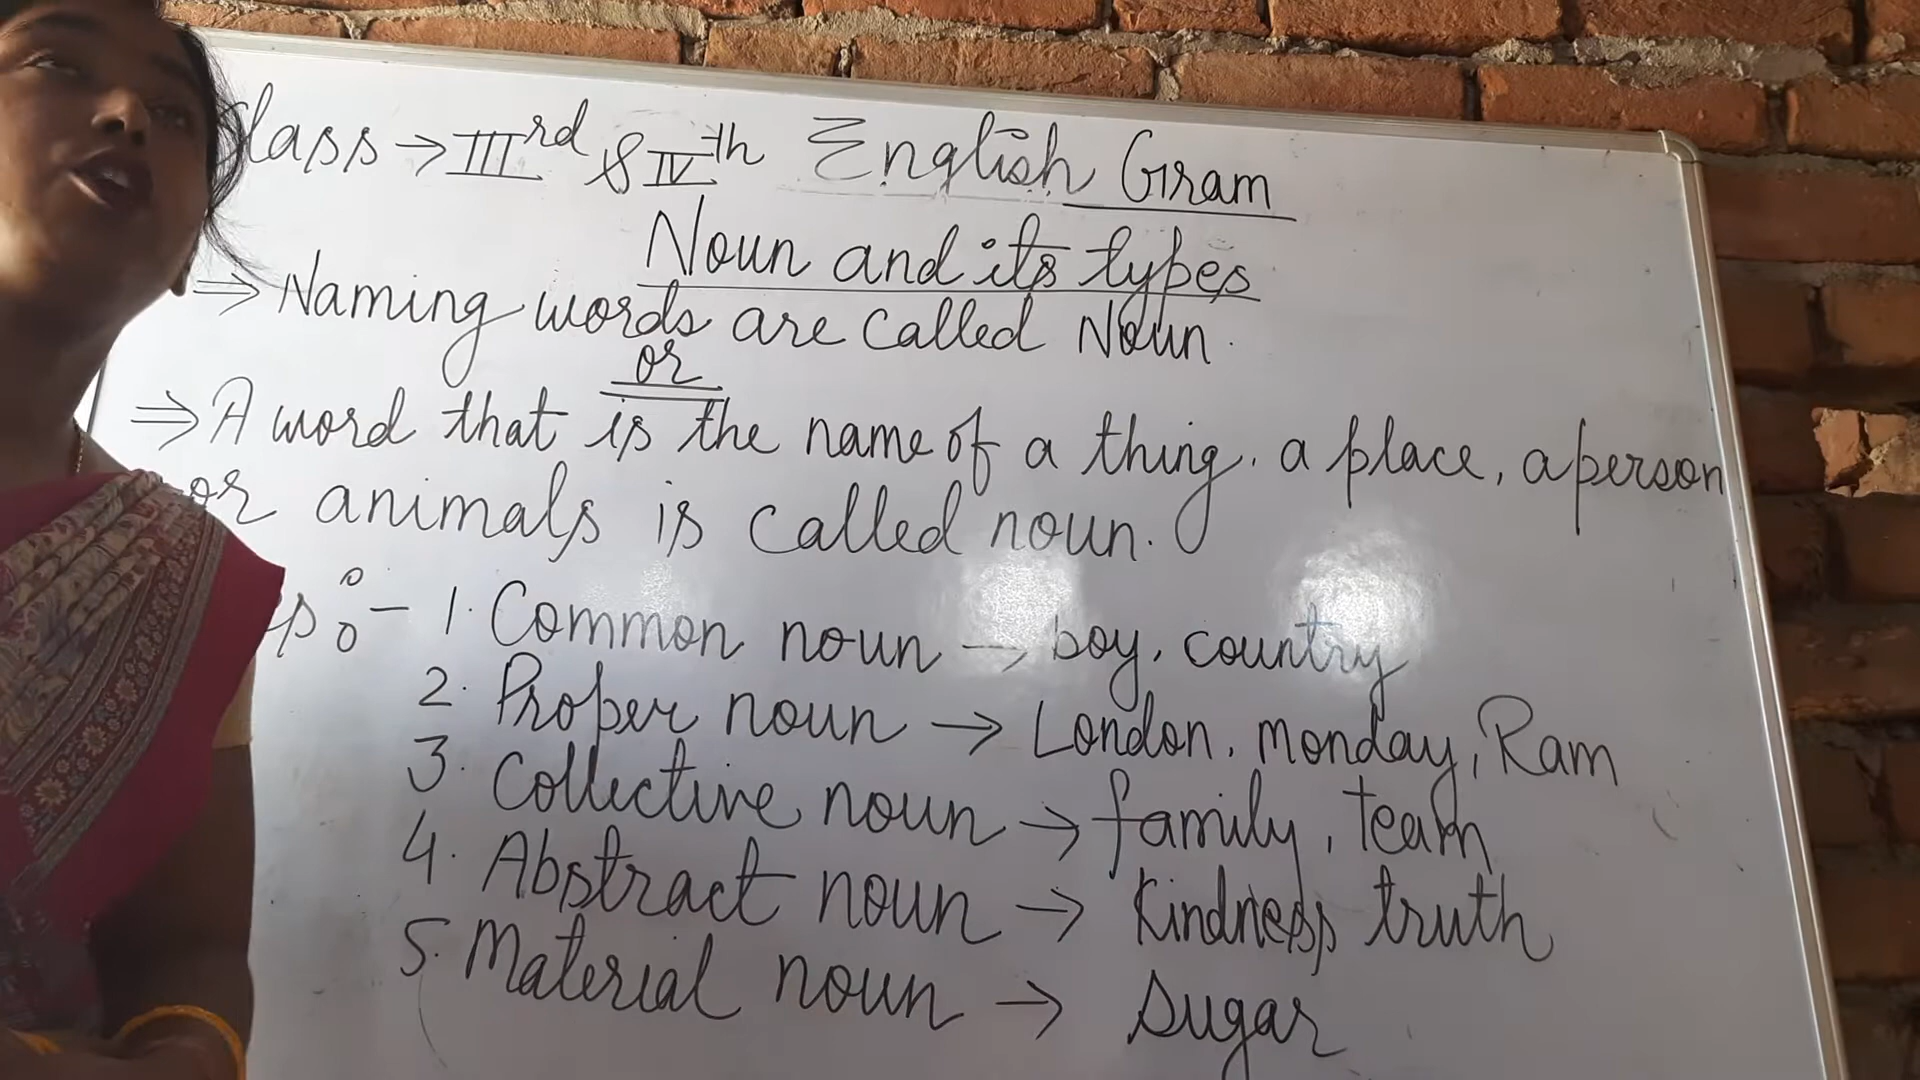 Class → IIIrd & IVth English Gram
Noun and its types
⇒ Naming words are called Noun.
or
⇒ A word that is the name of a thing, a place, a person
or animals is called noun.
1. Common noun → boy, country
2. Proper noun → London, monday, Ram
3. Collective noun → family, team
4. Abstract noun → Kindness truth
5. Material noun → Sugar